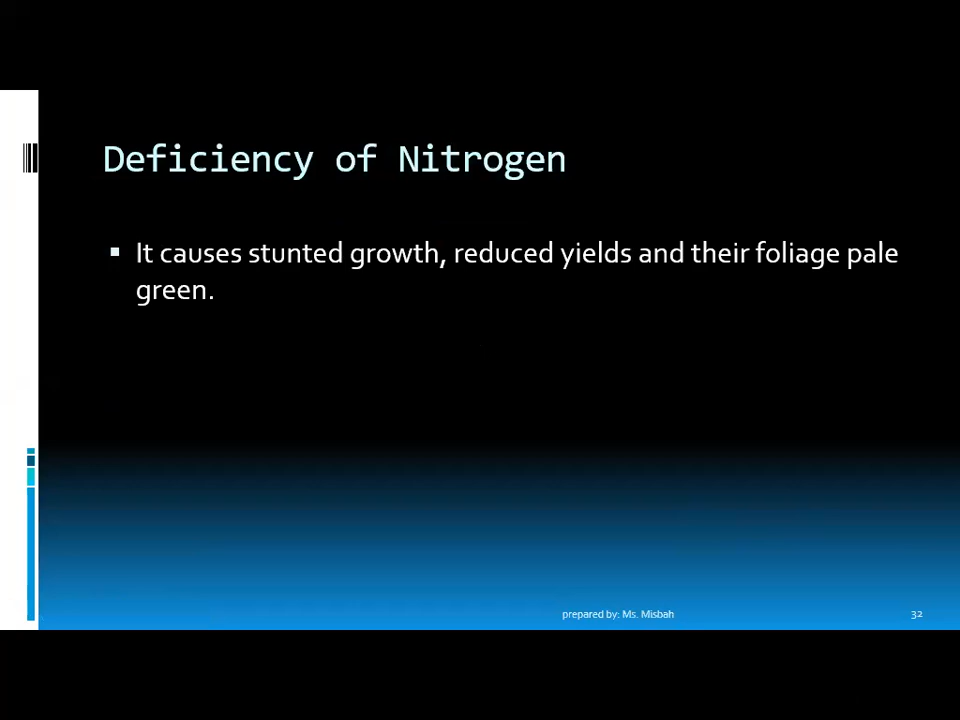 Deficiency of Nitrogen
▪ It causes stunted growth, reduced yields and their foliage pale
green.
prepared by: Ms. Misbah
32